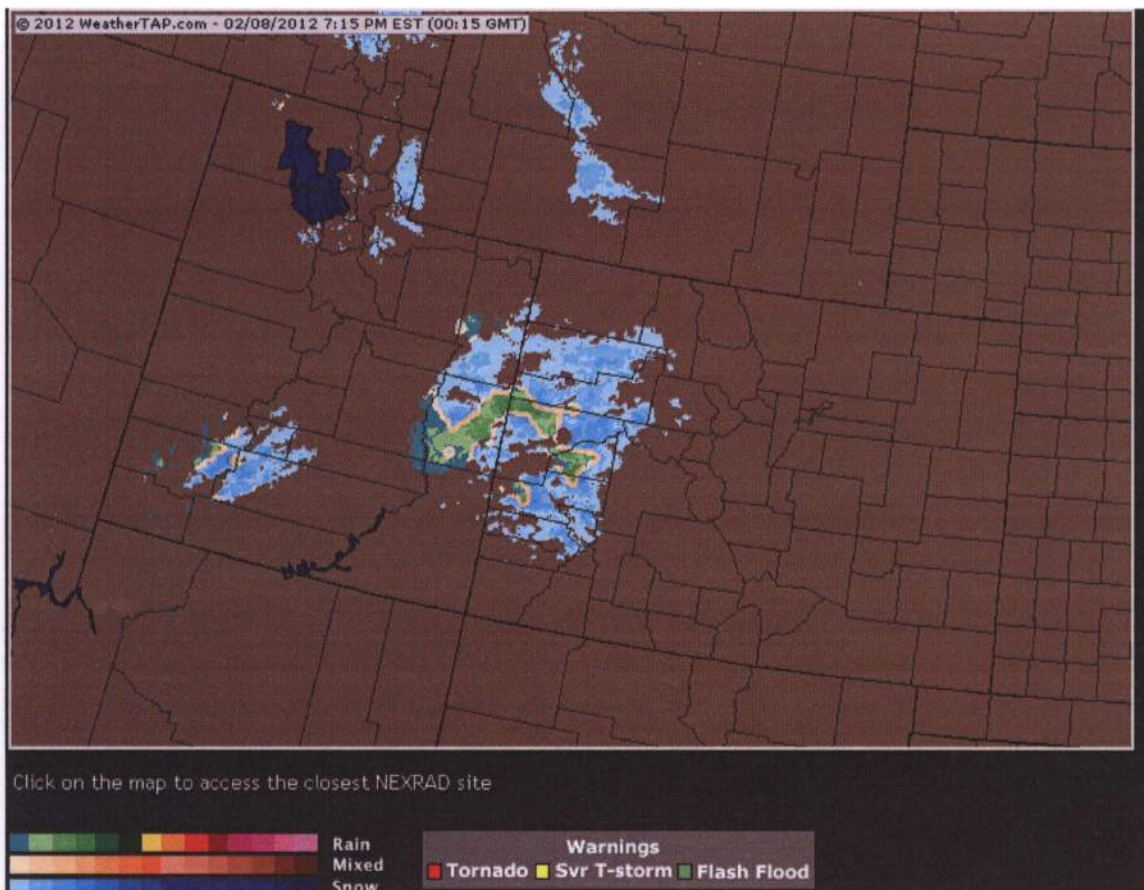 © 2012 WeatherTAP.com - 02/08/2012 7:15 PM EST (00:15 GMT)
Click on the map to access the closest NEXRAD site
Rain
Mixed
Snow
Warnings
Tornado Svr T-storm Flash Flood